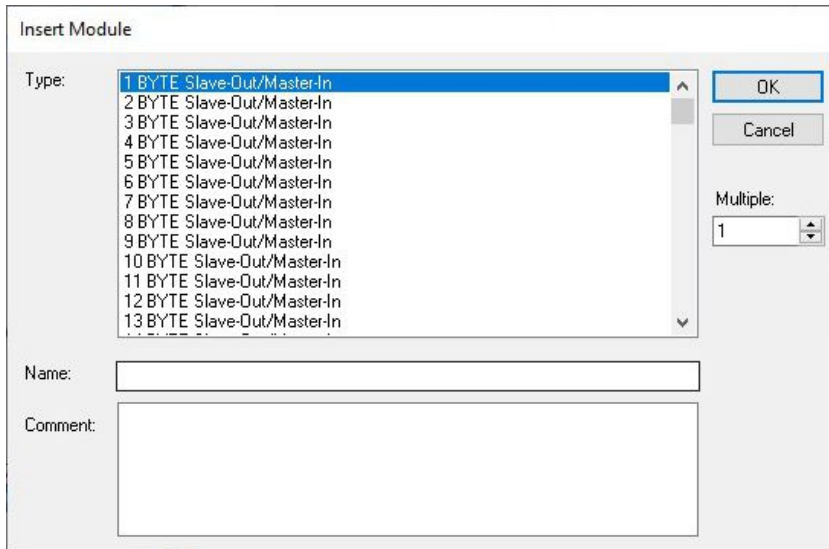 Insert Module
Type:
1 BYTE Slave-Out/Master-In
2 BYTE Slave-Out/Master-In
3 BYTE Slave-Out/Master-In
4 BYTE Slave-Out/Master-In
5 BYTE Slave-Out/Master-In
6 BYTE Slave-Out/Master-In
7 BYTE Slave-Out/Master-In
8 BYTE Slave-Out/Master-In
9 BYTE Slave-Out/Master-In
10 BYTE Slave-Out/Master-In
11 BYTE Slave-Out/Master-In
12 BYTE Slave-Out/Master-In
13 BYTE Slave-Out/Master-In
OK
Cancel
Multiple:
1
Name:
Comment: